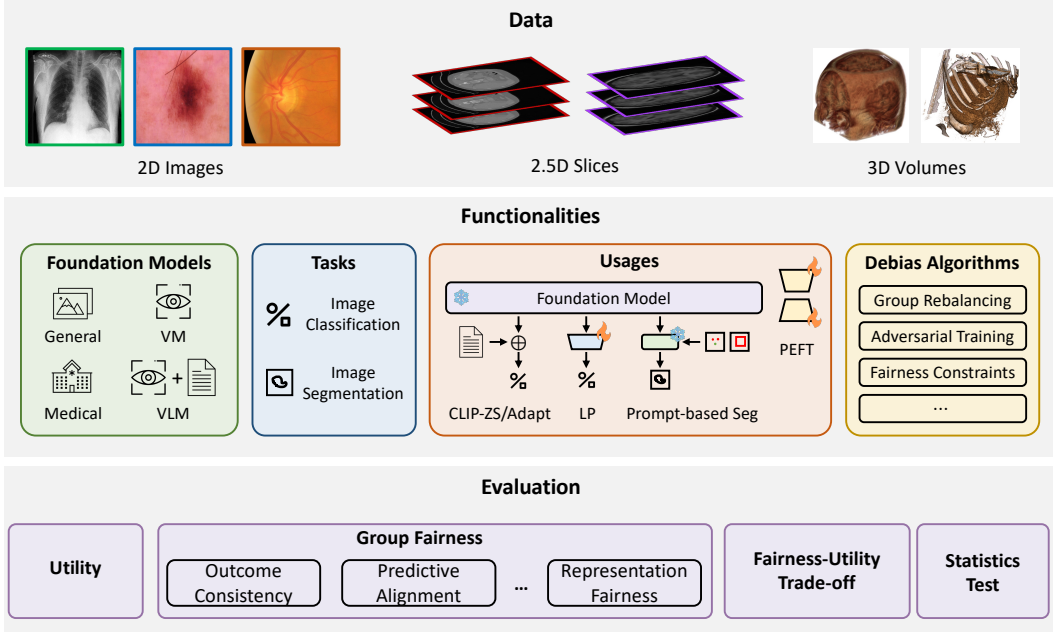 Data
2D Images
2.5D Slices
3D Volumes
Functionalities
Foundation Models
General
VM
Medical
+
VLM
Tasks
Image
Classification
Image
Segmentation
Usages
Foundation Model
CLIP-ZS/Adapt
LP
Prompt-based Seg
PEFT
Debias Algorithms
Group Rebalancing
Adversarial Training
Fairness Constraints
...
Evaluation
Utility
Group Fairness
Outcome
Consistency
Predictive
Alignment
...
Representation
Fairness
Fairness-Utility
Trade-off
Statistics
Test